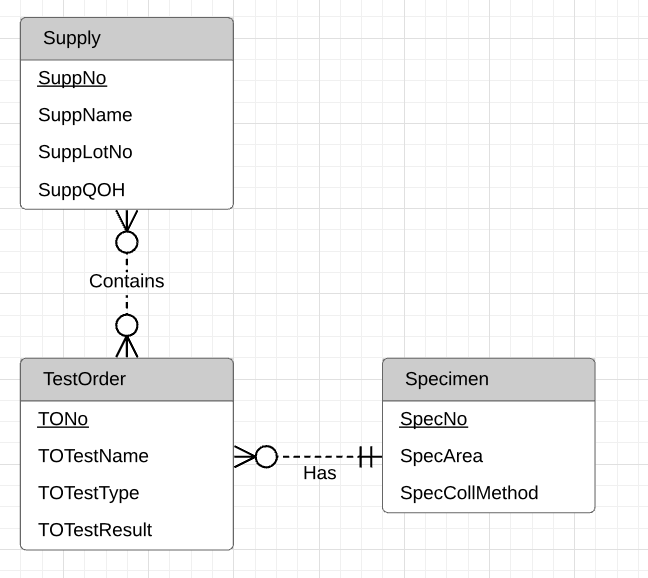 Supply
SuppNo
SuppName
SuppLotNo
SuppQOH
Contains
TestOrder
TONo
TOTestName
TOTestType
TOTestResult
Has
Specimen
SpecNo
SpecArea
SpecCollMethod